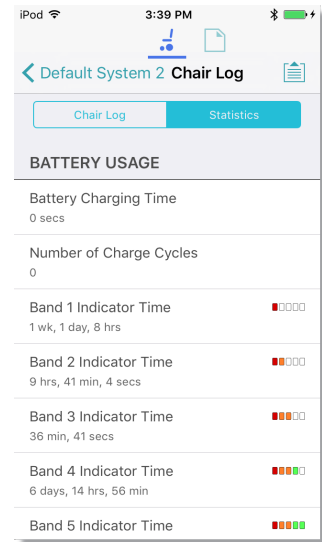 iPod 3:39 PM
Default System 2 Chair Log
Chair Log Statistics
BATTERY USAGE
Battery Charging Time
0 secs
Number of Charge Cycles
0
Band 1 Indicator Time
1 wk, 1 day, 8 hrs
Band 2 Indicator Time
9 hrs, 41 min, 4 secs
Band 3 Indicator Time
36 min, 41 secs
Band 4 Indicator Time
6 days, 14 hrs, 56 min
Band 5 Indicator Time